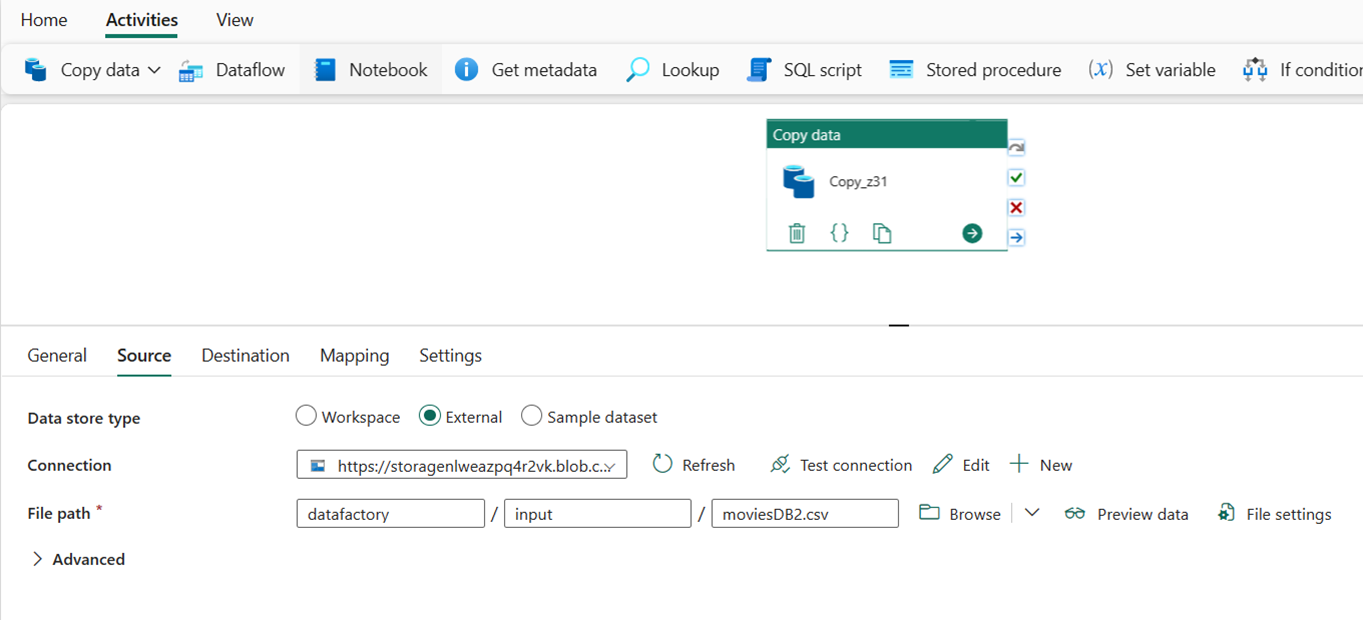 Home Activities View
Copy data Dataflow Notebook Get metadata Lookup SQL script Stored procedure (x) Set variable If condition
Copy data
Copy_z31
{}
General Source Destination Mapping Settings
Data store type Workspace External Sample dataset
Connection https://storagenlweazpq4r2vk.blob.c... Refresh Test connection Edit New
File path * datafactory / input / moviesDB2.csv Browse Preview data File settings
Advanced